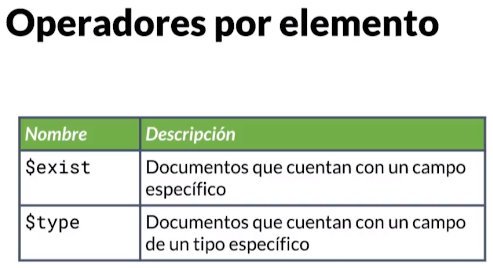 Operadores por elemento
Nombre
Descripción
$exist
Documentos que cuentan con un campo
específico
$type
Documentos que cuentan con un campo
de un tipo específico